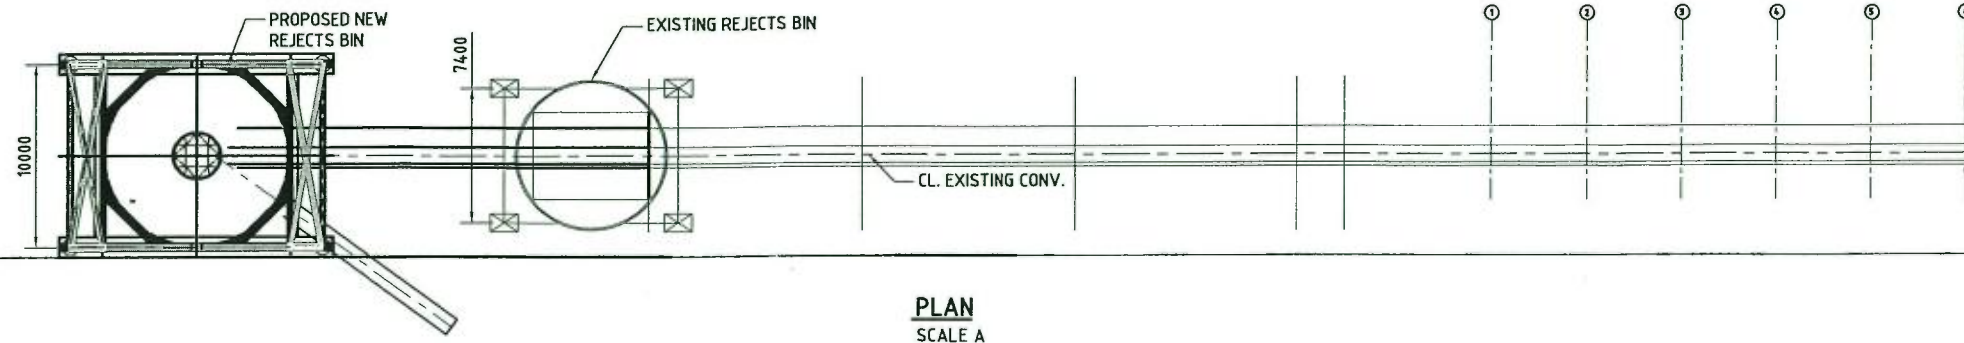 PROPOSED NEW
REJECTS BIN
EXISTING REJECTS BIN
1
2
3
4
5
7400
10000
CL. EXISTING CONV.
PLAN
SCALE A